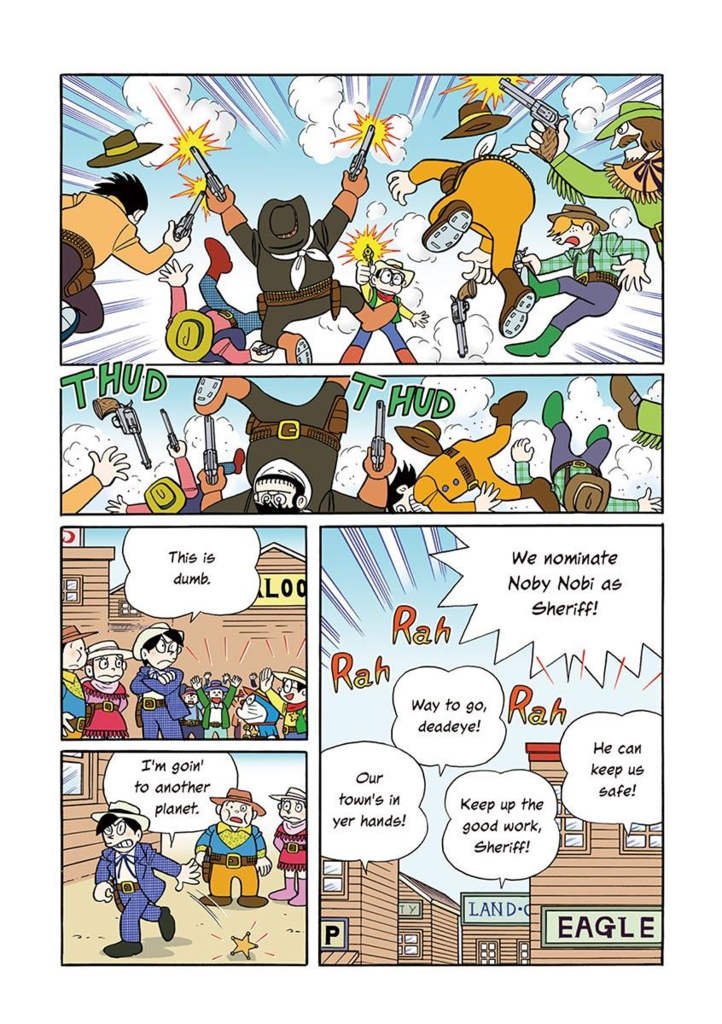 THUD
THUD
This is
dumb.
ALOO
We nominate
Noby Nobi as
Sheriff!
Rah
Rah
Rah
Way to go,
deadeye!
He can
keep us
safe!
Our
town's in
yer hands!
Keep up the
good work,
Sheriff!
P
TY
LAND·O
EAGLE
I'm goin'
to another
planet.